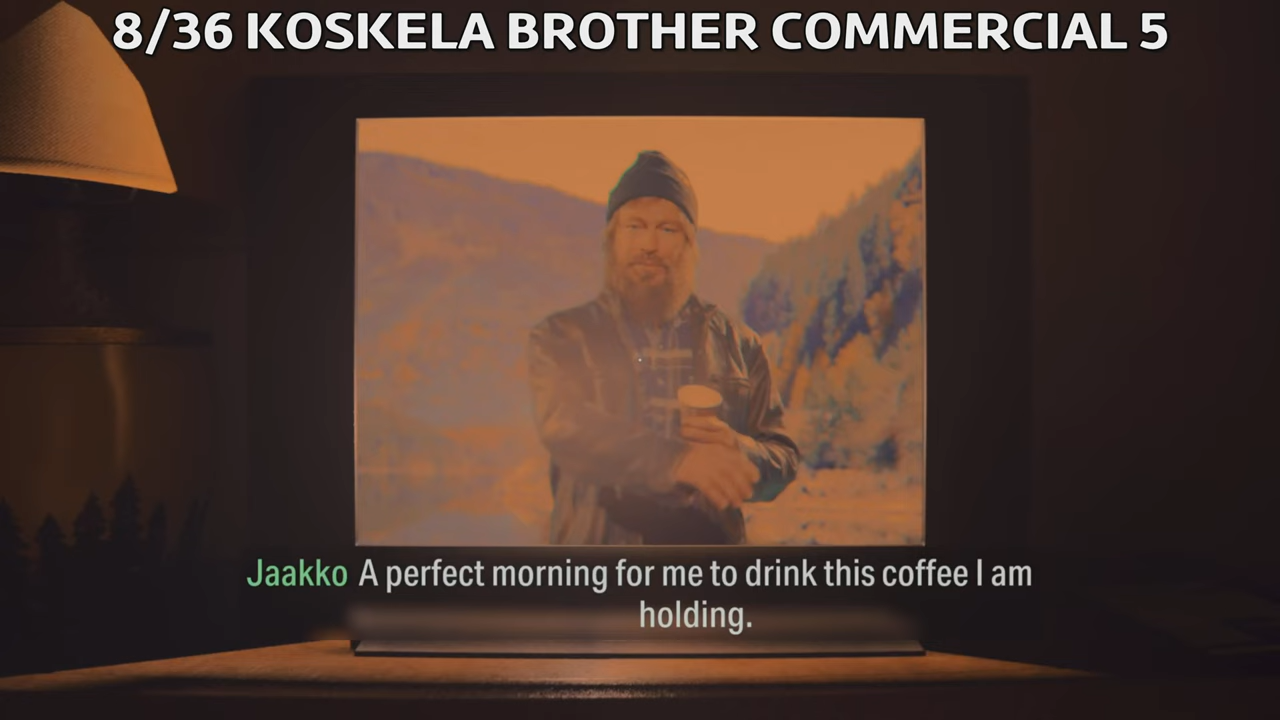 8/36 KOSKELA BROTHER COMMERCIAL 5
Jaakko A perfect morning for me to drink this coffee I am
holding.